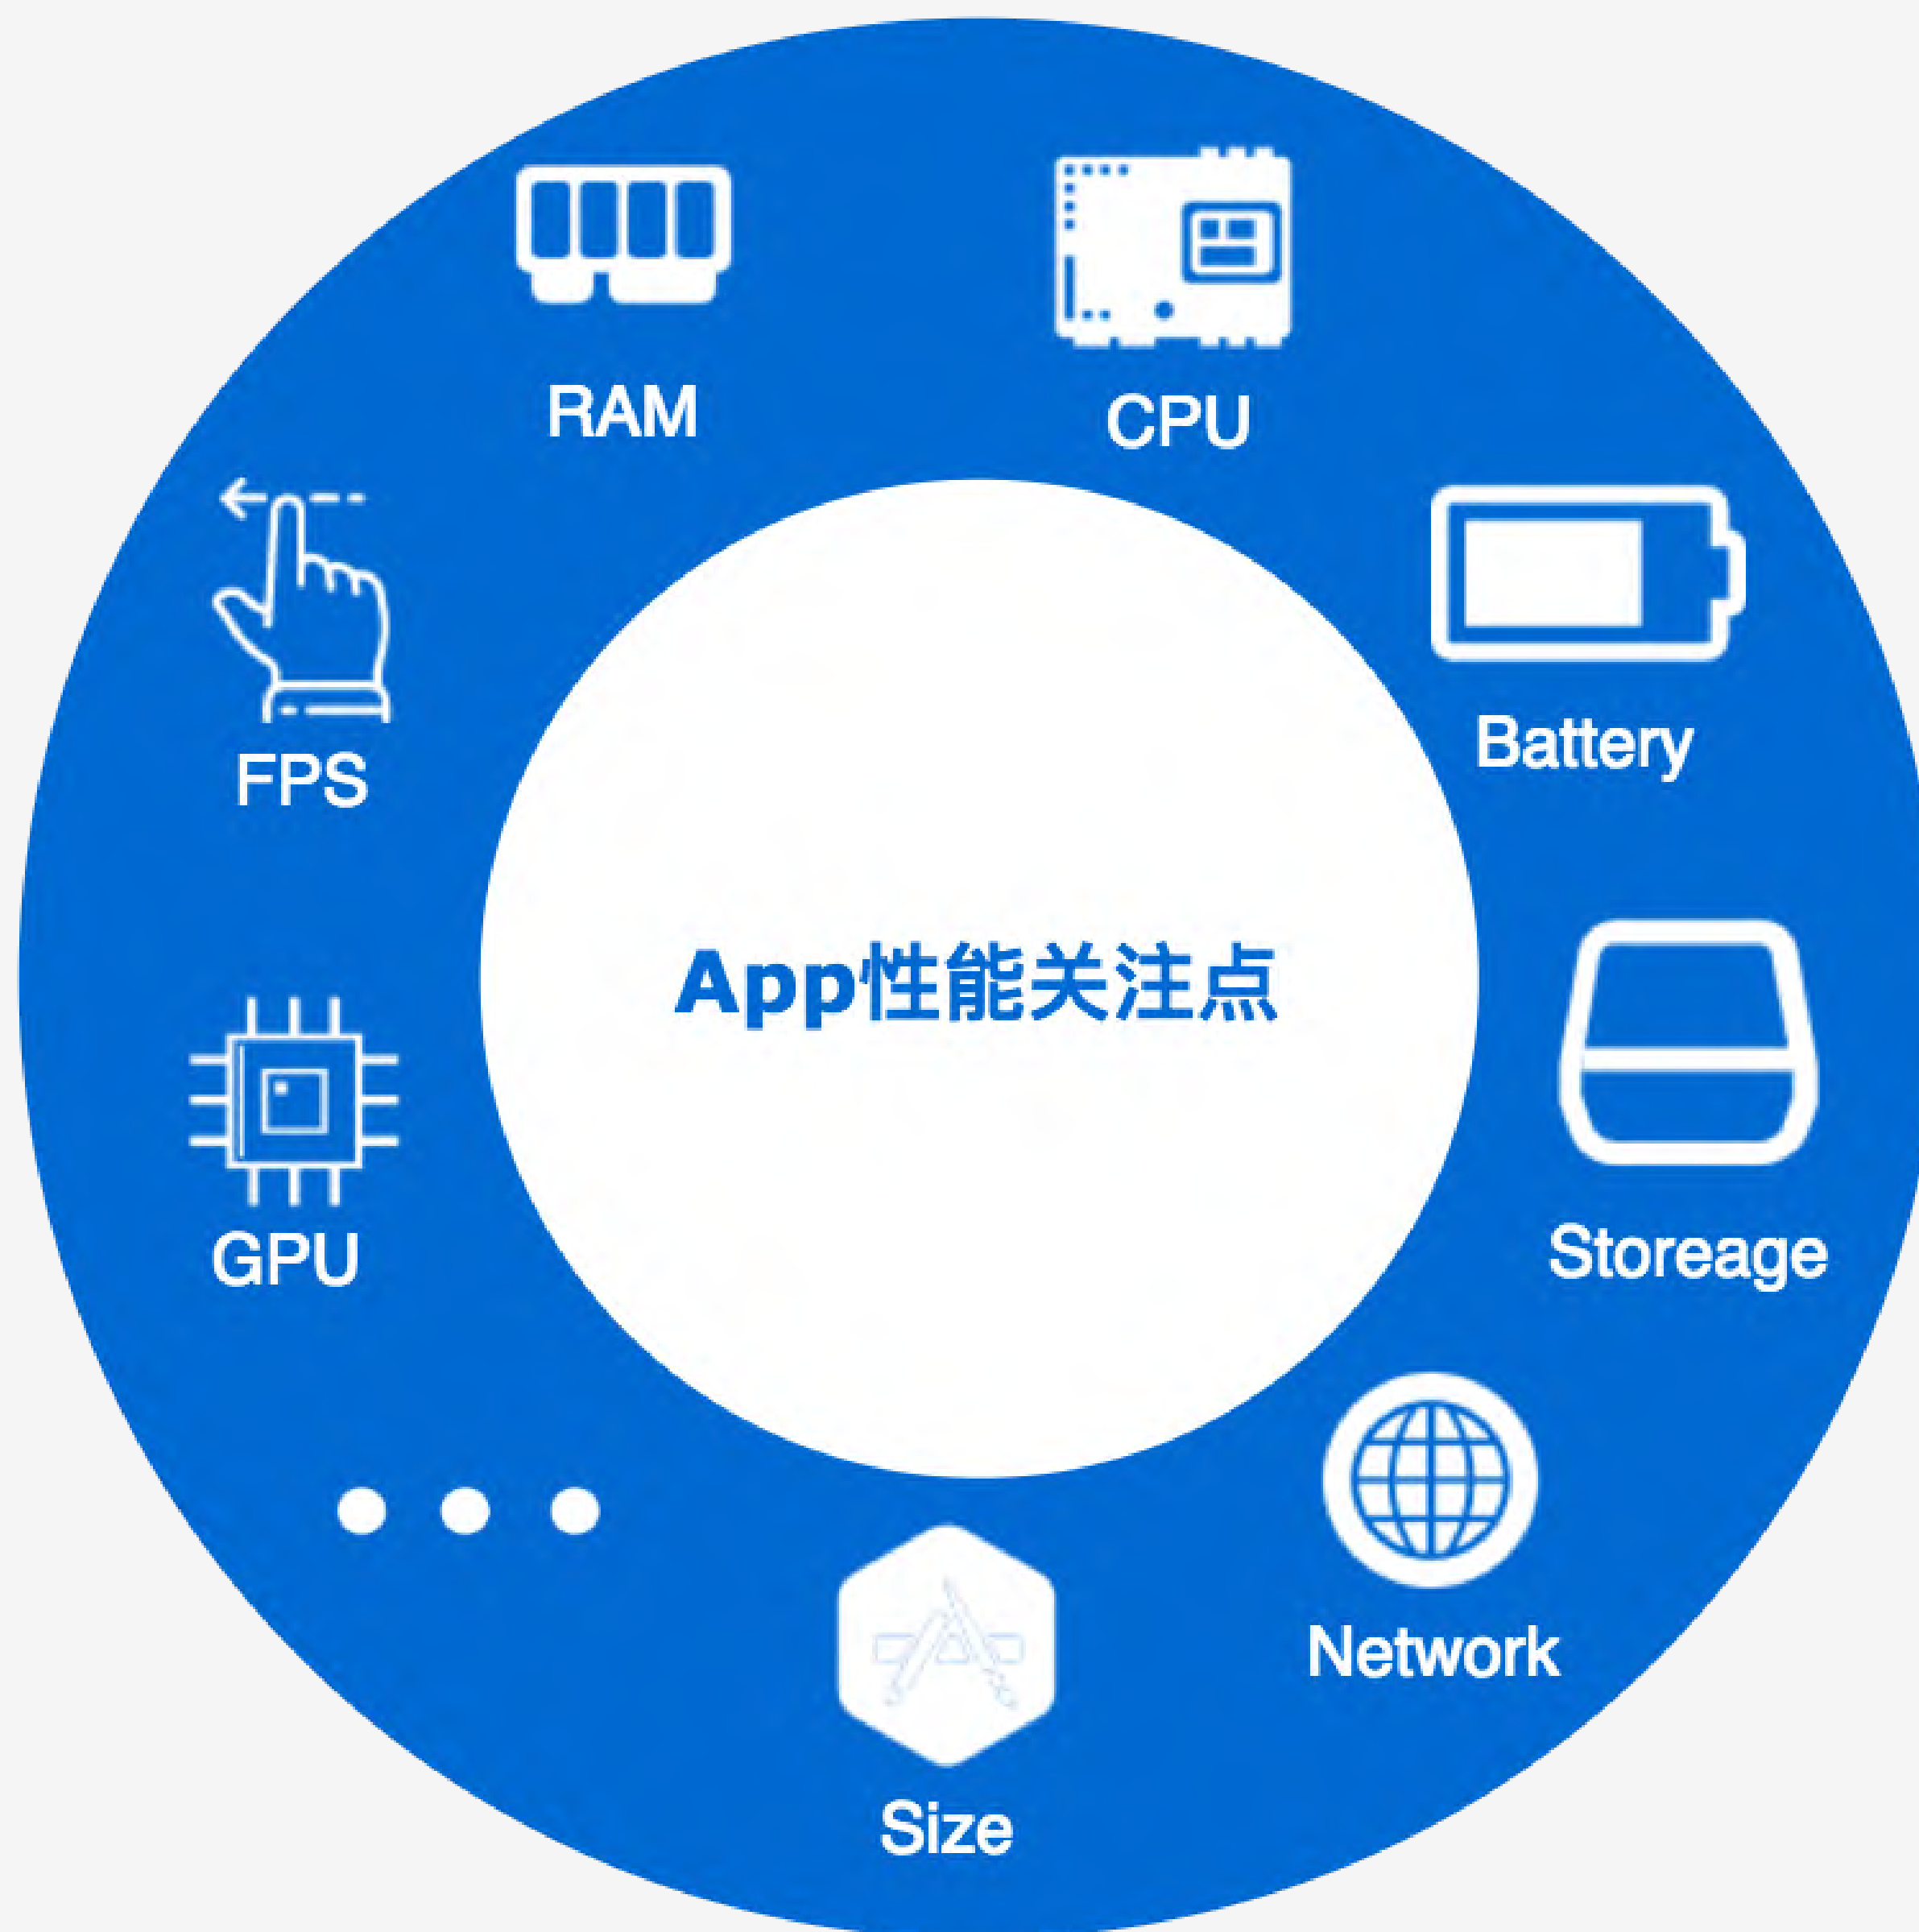 RAM
CPU
FPS
Battery
App性能关注点
GPU
Storeage
Network
Size